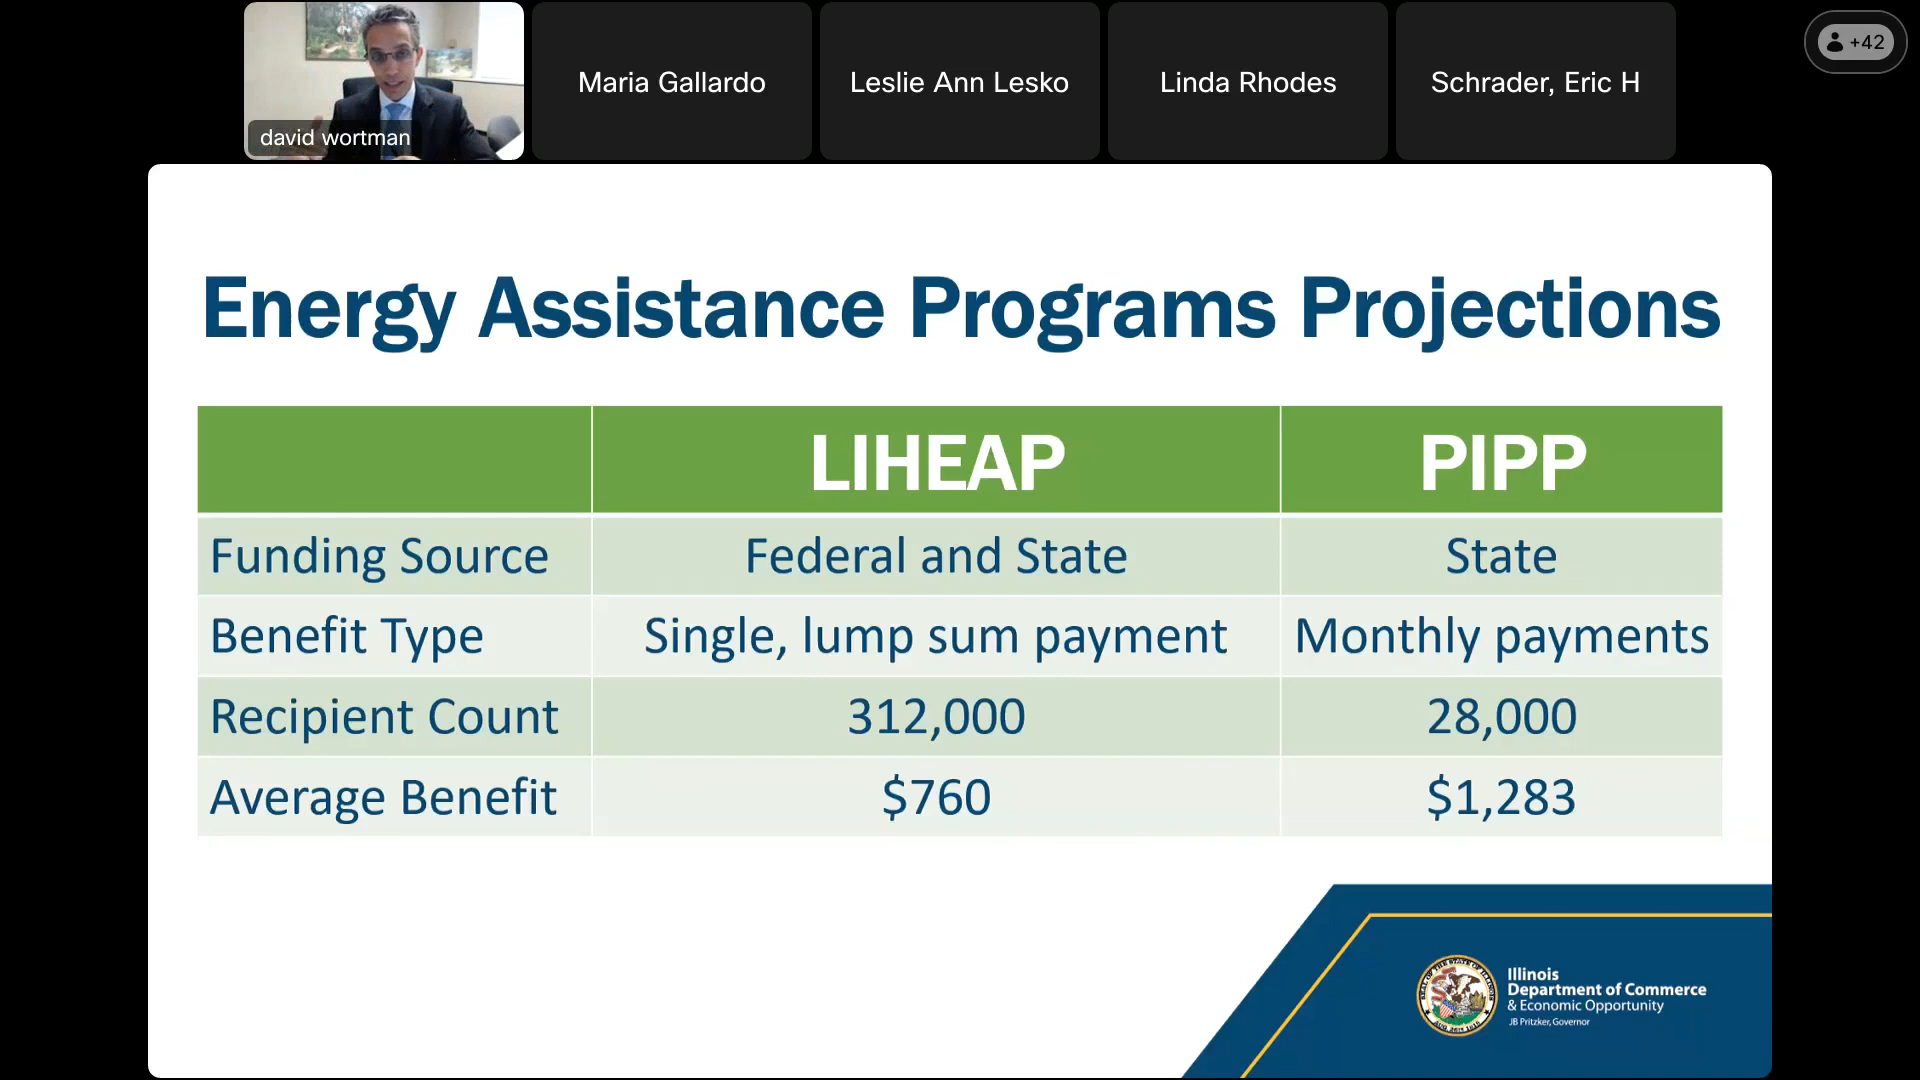 david wortman
Maria Gallardo
Leslie Ann Lesko
Linda Rhodes
Schrader, Eric H
+42
Energy Assistance Programs Projections
LIHEAP PIPP
Funding Source Federal and State State
Benefit Type Single, lump sum payment Monthly payments
Recipient Count 312,000 28,000
Average Benefit $760 $1,283
Illinois
Department of Commerce
& Economic Opportunity
JB Pritzker, Governor